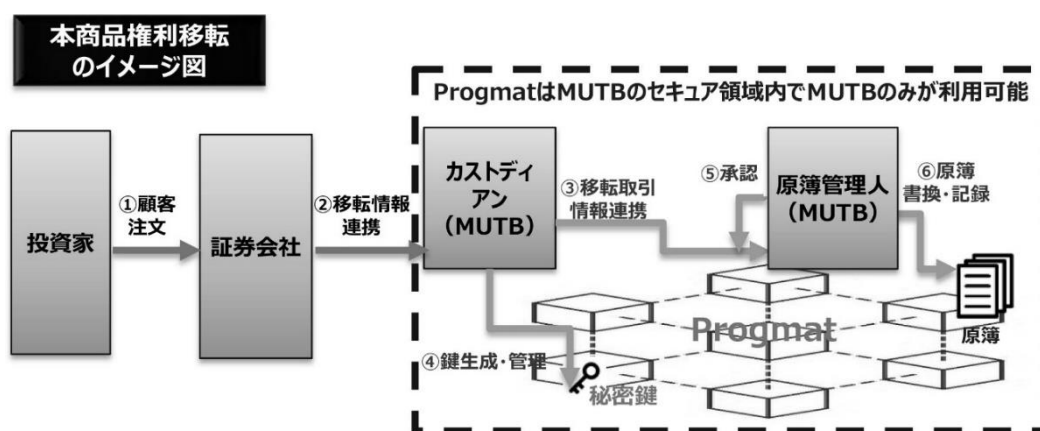 本商品権利移転
のイメージ図
ProgmatはMUTBのセキュア領域内でMUTBのみが利用可能
投資家
①顧客
注文
証券会社
②移転情報
連携
カストディ
アン
(MUTB)
③移転取引
情報連携
④鍵生成・管理
秘密鍵
⑤承認
原簿管理人
(MUTB)
⑥原簿
書換・記録
原簿
Progmat